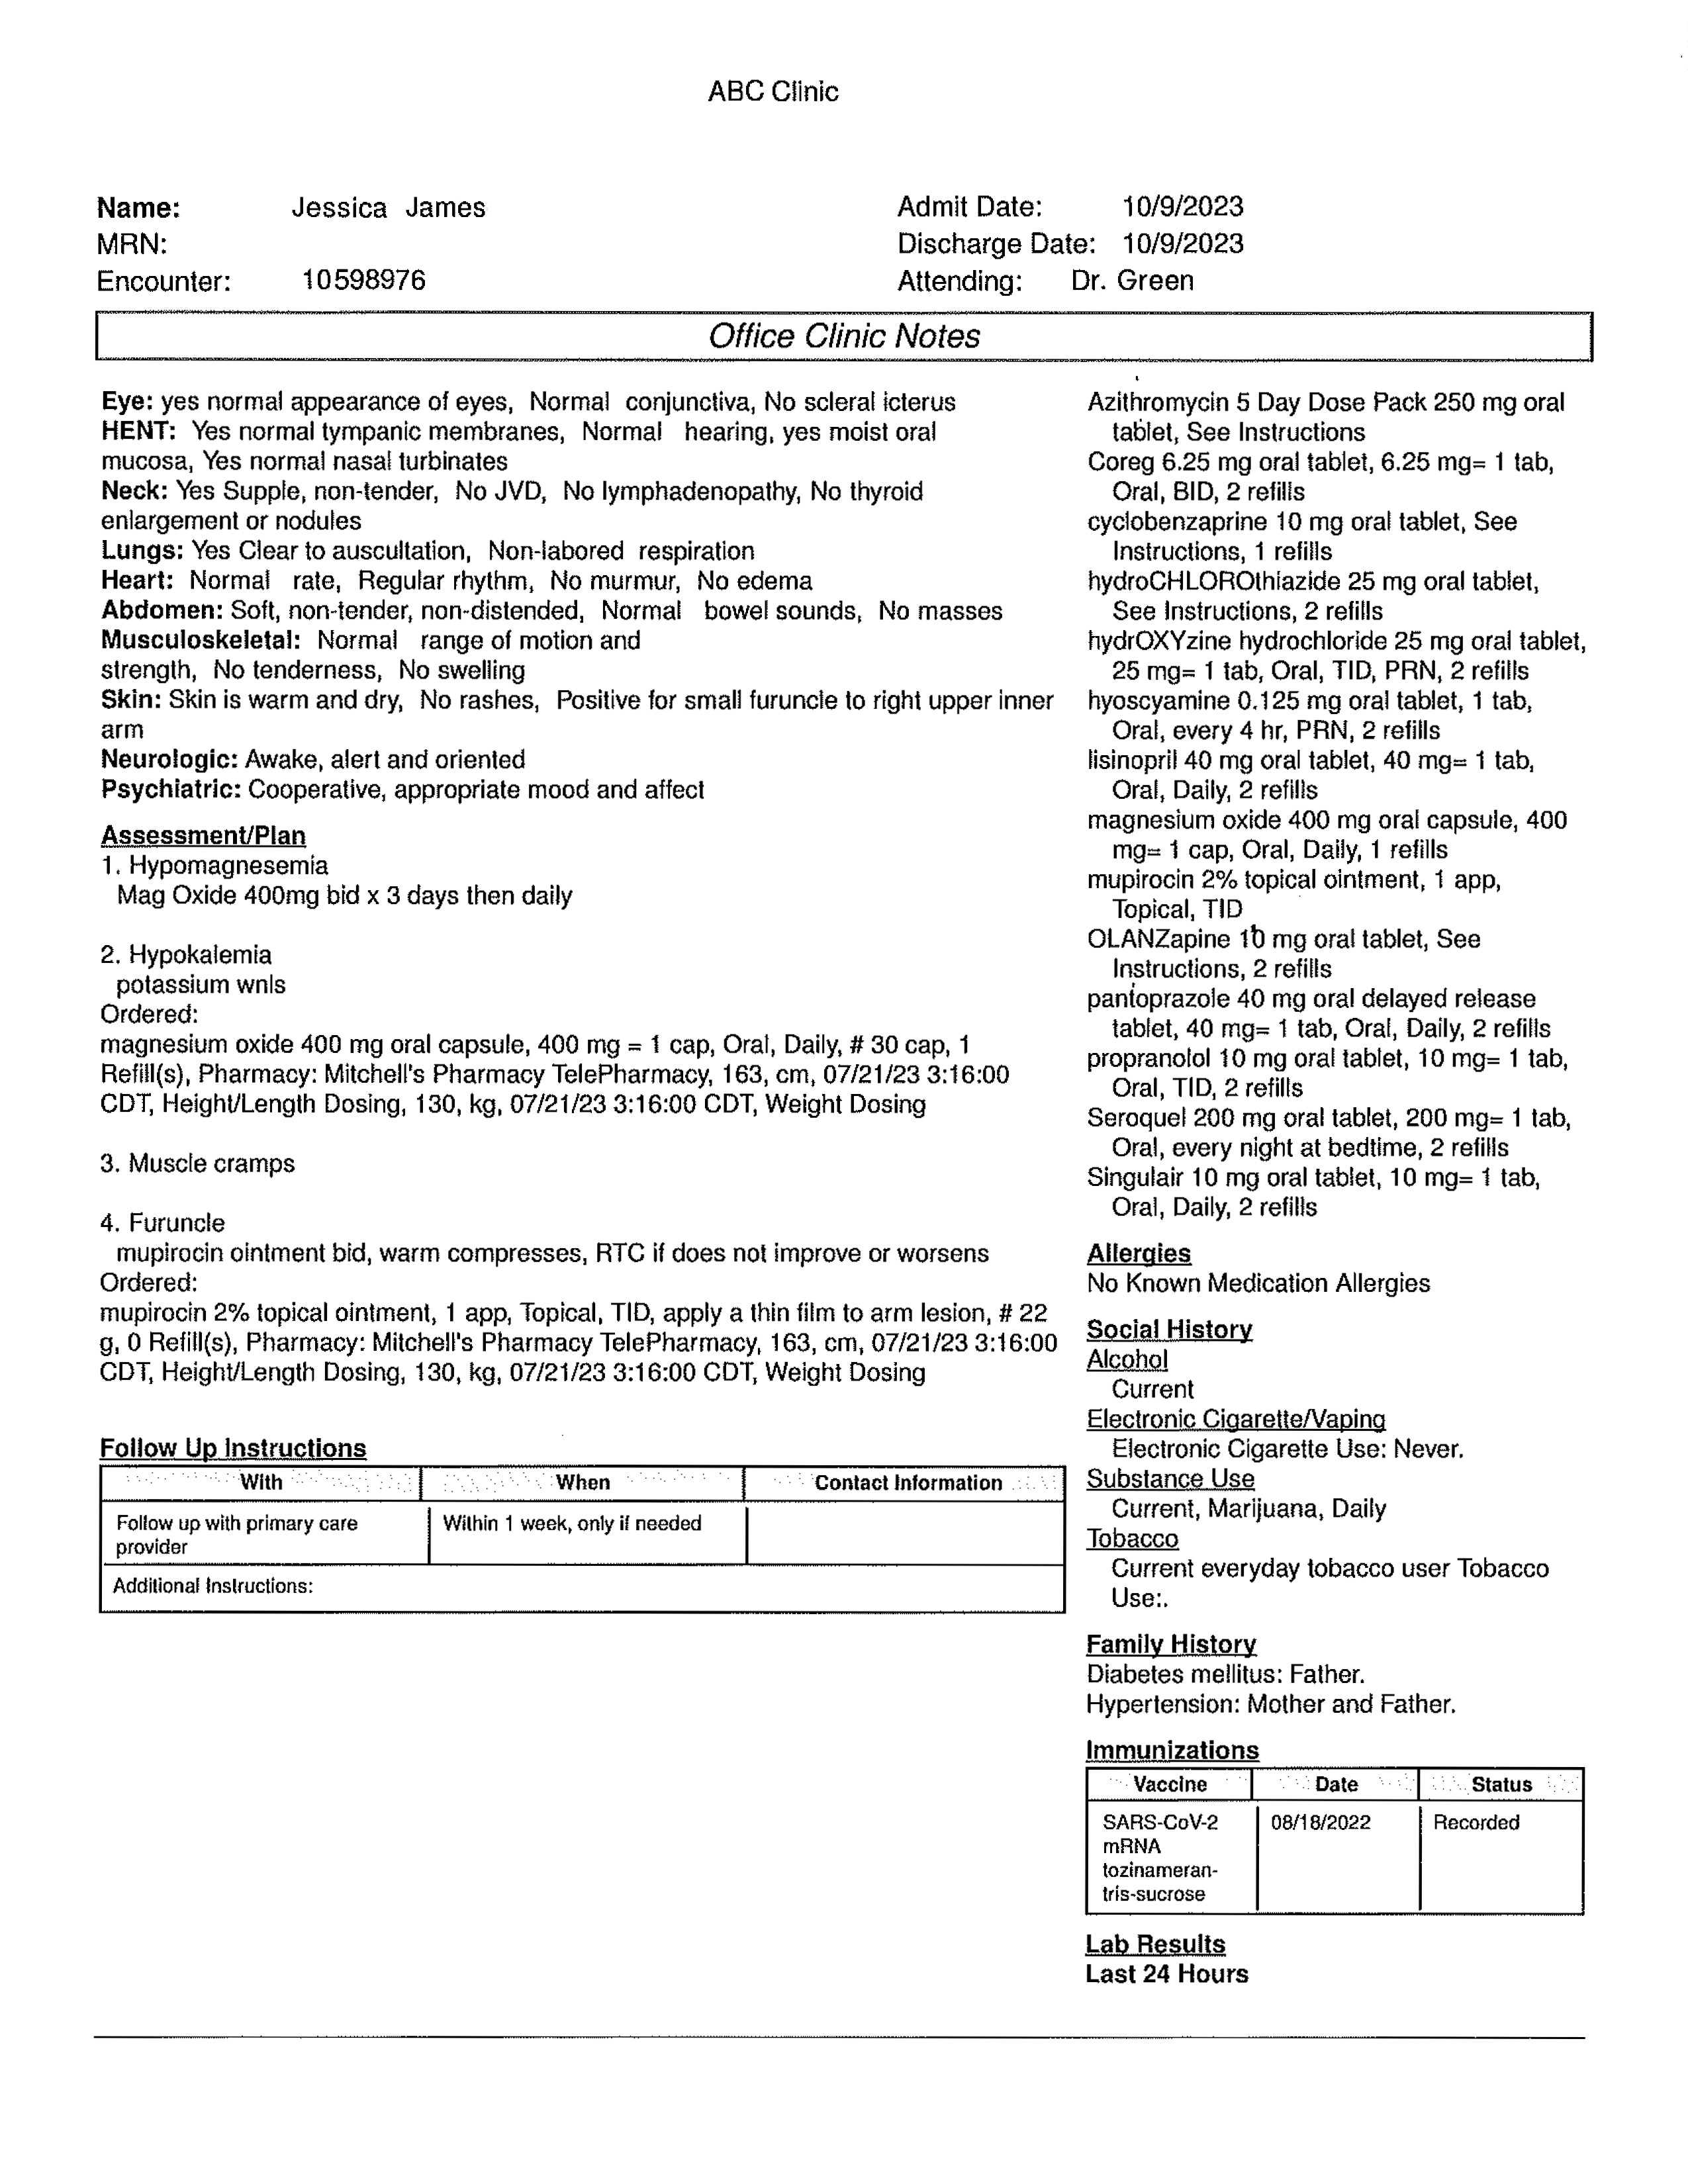 ABC Clinic
Name: Jessica James
MRN:
Encounter: 10598976
Admit Date: 10/9/2023
Discharge Date: 10/9/2023
Attending: Dr. Green
Office Clinic Notes
Eye: yes normal appearance of eyes, Normal conjunctiva, No scleral icterus
HENT: Yes normal tympanic membranes, Normal hearing, yes moist oral
mucosa, Yes normal nasal turbinates
Neck: Yes Supple, non-tender, No JVD, No lymphadenopathy, No thyroid
enlargement or nodules
Lungs: Yes Clear to auscultation, Non-labored respiration
Heart: Normal rate, Regular rhythm, No murmur, No edema
Abdomen: Soft, non-tender, non-distended, Normal bowel sounds, No masses
Musculoskeletal: Normal range of motion and
strength, No tenderness, No swelling
Skin: Skin is warm and dry, No rashes, Positive for small furuncle to right upper inner
arm
Neurologic: Awake, alert and oriented
Psychiatric: Cooperative, appropriate mood and affect
Assessment/Plan
1. Hypomagnesemia
Mag Oxide 400mg bid x 3 days then daily
2. Hypokalemia
potassium wnls
Ordered:
magnesium oxide 400 mg oral capsule, 400 mg = 1 cap, Oral, Daily, # 30 cap, 1
Refill(s), Pharmacy: Mitchell's Pharmacy TelePharmacy, 163, cm, 07/21/23 3:16:00
CDT, Height/Length Dosing, 130, kg, 07/21/23 3:16:00 CDT, Weight Dosing
3. Muscle cramps
4. Furuncle
mupirocin ointment bid, warm compresses, RTC if does not improve or worsens
Ordered:
mupirocin 2% topical ointment, 1 app, Topical, TID, apply a thin film to arm lesion, # 22
g, 0 Refill(s), Pharmacy: Mitchell's Pharmacy TelePharmacy, 163, cm, 07/21/23 3:16:00
CDT, Height/Length Dosing, 130, kg, 07/21/23 3:16:00 CDT, Weight Dosing
Follow Up Instructions
With When Contact Information
Follow up with primary care Within 1 week, only if needed
provider
Additional Instructions:
Azithromycin 5 Day Dose Pack 250 mg oral
tablet, See Instructions
Coreg 6.25 mg oral tablet, 6.25 mg= 1 tab,
Oral, BID, 2 refills
cyclobenzaprine 10 mg oral tablet, See
Instructions, 1 refills
hydroCHLOROthiazide 25 mg oral tablet,
See Instructions, 2 refills
hydrOXYzine hydrochloride 25 mg oral tablet,
25 mg= 1 tab, Oral, TID, PRN, 2 refills
hyoscyamine 0.125 mg oral tablet, 1 tab,
Oral, every 4 hr, PRN, 2 refills
lisinopril 40 mg oral tablet, 40 mg= 1 tab,
Oral, Daily, 2 refills
magnesium oxide 400 mg oral capsule, 400
mg= 1 cap, Oral, Daily, 1 refills
mupirocin 2% topical ointment, 1 app,
Topical, TID
OLANZapine 10 mg oral tablet, See
Instructions, 2 refills
pantoprazole 40 mg oral delayed release
tablet, 40 mg= 1 tab, Oral, Daily, 2 refills
propranolol 10 mg oral tablet, 10 mg= 1 tab,
Oral, TID, 2 refills
Seroquel 200 mg oral tablet, 200 mg= 1 tab,
Oral, every night at bedtime, 2 refills
Singulair 10 mg oral tablet, 10 mg= 1 tab,
Oral, Daily, 2 refills
Allergies
No Known Medication Allergies
Social History
Alcohol
Current
Electronic Cigarette/Vaping
Electronic Cigarette Use: Never.
Substance Use
Current, Marijuana, Daily
Tobacco
Current everyday tobacco user Tobacco
Use:.
Family History
Diabetes mellitus: Father.
Hypertension: Mother and Father.
Immunizations
Vaccine Date Status
SARS-CoV-2 08/18/2022 Recorded
mRNA
tozinameran-
tris-sucrose
Lab Results
Last 24 Hours